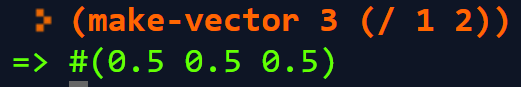 (make-vector 3 (/ 1 2))
=> #(0.5 0.5 0.5)